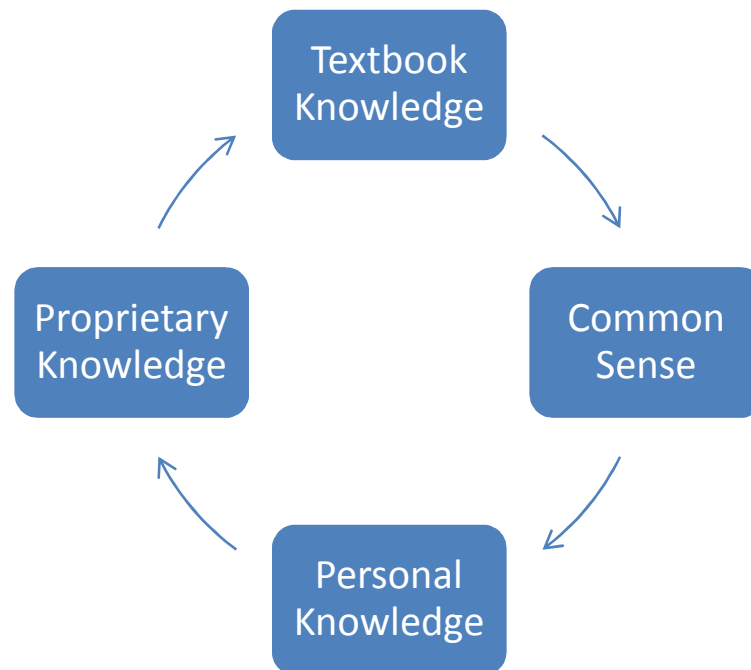 Textbook
Knowledge
Common
Sense
Personal
Knowledge
Proprietary
Knowledge